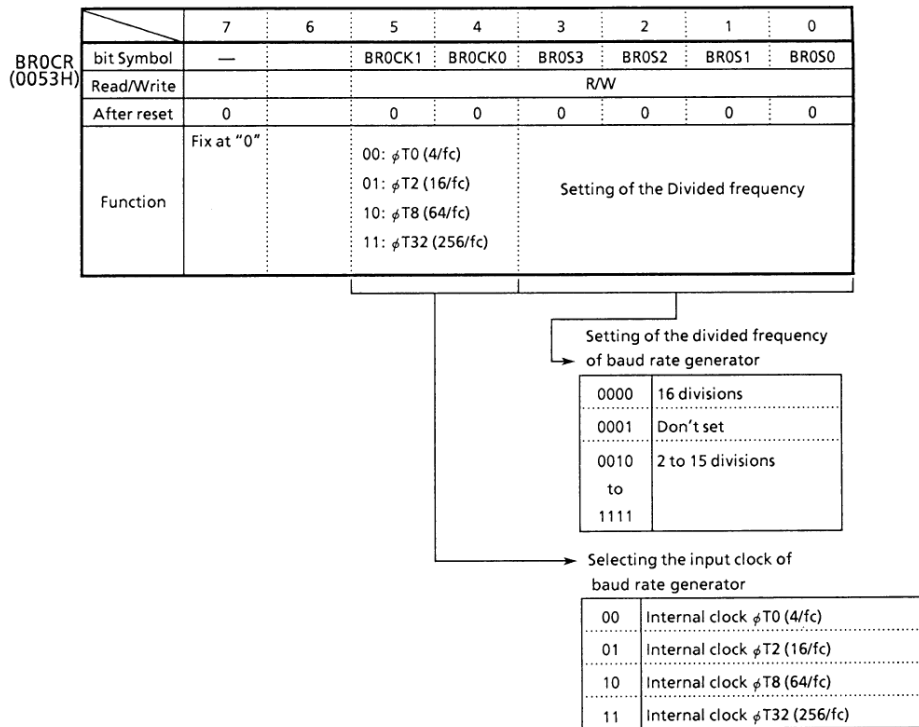 7 6 5 4 3 2 1 0
BR0CR
(0053H)
bit Symbol — BR0CK1 BR0CK0 BR0S3 BR0S2 BR0S1 BR0S0
Read/Write R/W
After reset 0 0 0 0 0 0 0
Function
Fix at "0"
00: φT0 (4/fc)
01: φT2 (16/fc)
10: φT8 (64/fc)
11: φT32 (256/fc)
Setting of the Divided frequency
Setting of the divided frequency
of baud rate generator
0000 16 divisions
0001 Don't set
0010 2 to 15 divisions
to
1111
Selecting the input clock of
baud rate generator
00 Internal clock φT0 (4/fc)
01 Internal clock φT2 (16/fc)
10 Internal clock φT8 (64/fc)
11 Internal clock φT32 (256/fc)